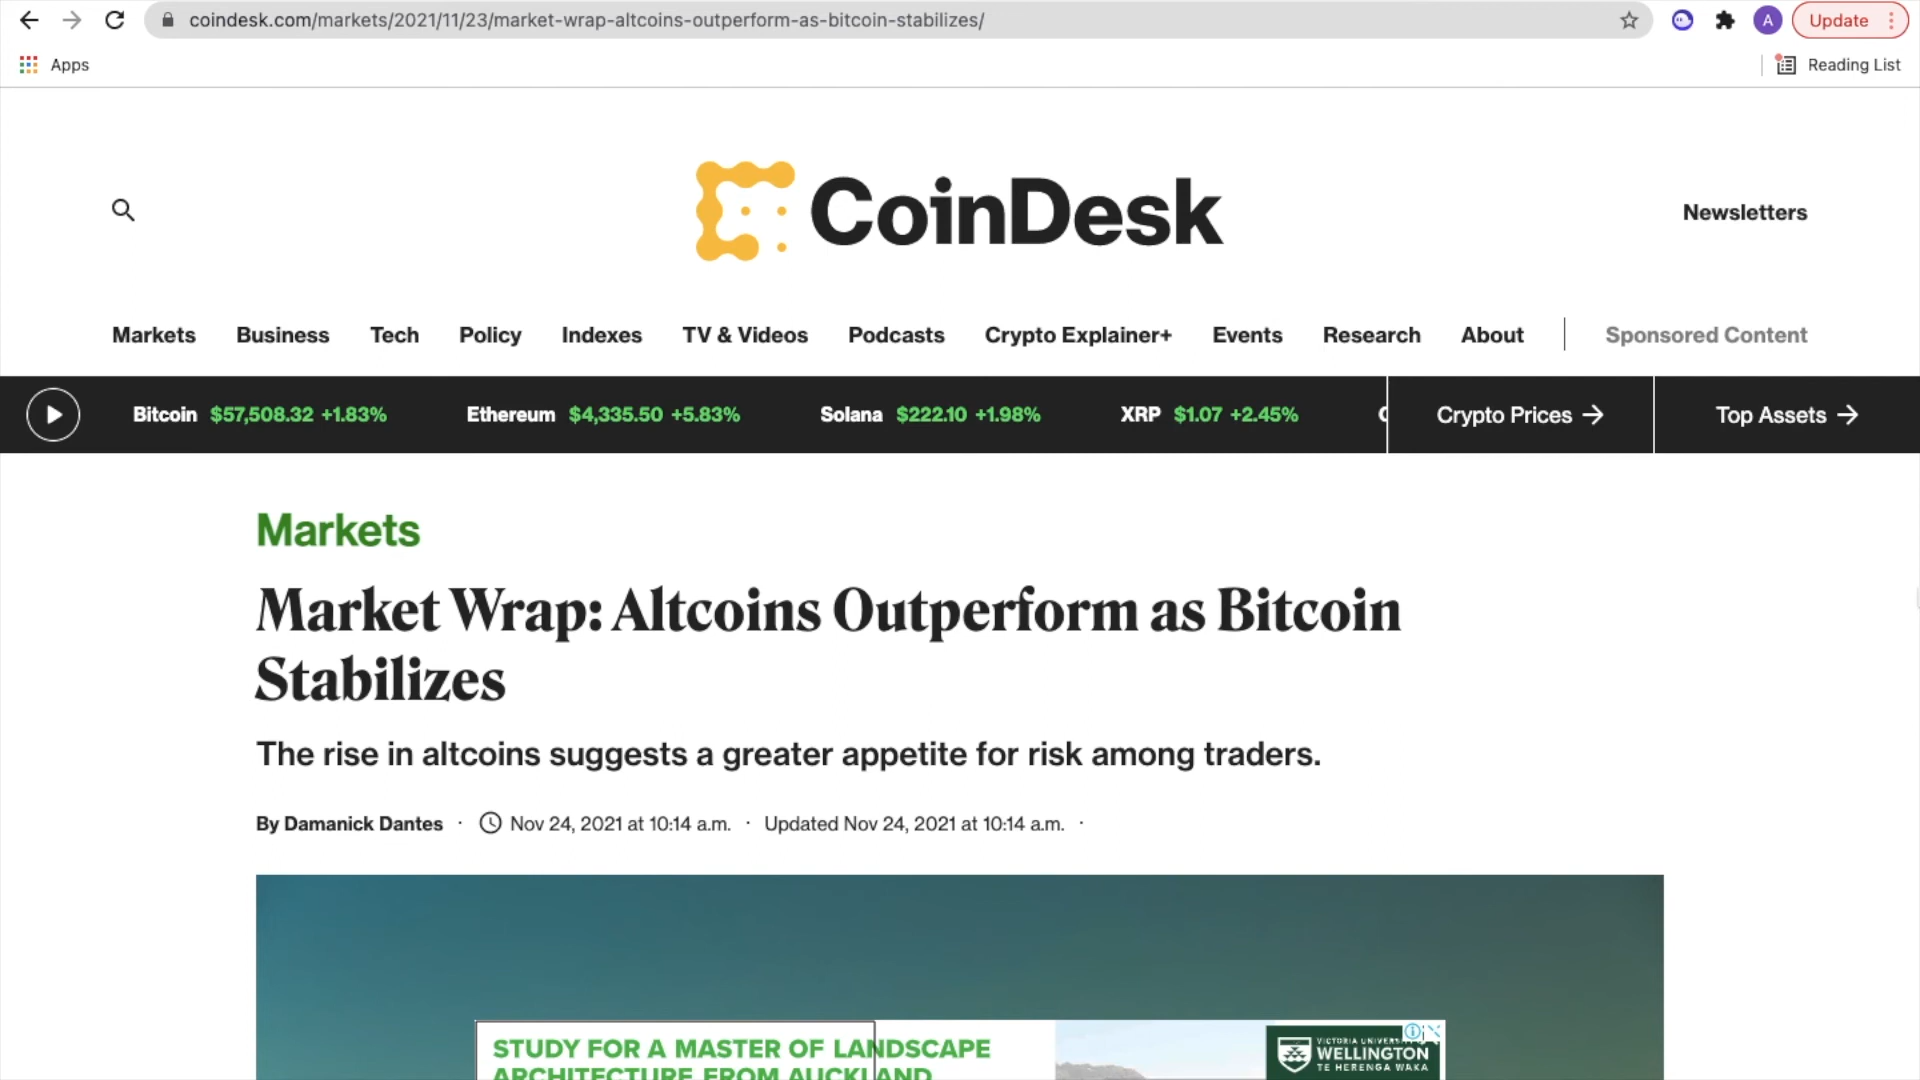 coindesk.com/markets/2021/11/23/market-wrap-altcoins-outperform-as-bitcoin-stabilizes/
A
Update
Apps
Reading List
CoinDesk
Newsletters
Markets Business Tech Policy Indexes TV & Videos Podcasts Crypto Explainer+ Events Research About Sponsored Content
Bitcoin $57,508.32 +1.83% Ethereum $4,335.50 +5.83% Solana $222.10 +1.98% XRP $1.07 +2.45% Crypto Prices → Top Assets →
Markets
Market Wrap: Altcoins Outperform as Bitcoin
Stabilizes
The rise in altcoins suggests a greater appetite for risk among traders.
By Damanick Dantes · Nov 24, 2021 at 10:14 a.m. · Updated Nov 24, 2021 at 10:14 a.m. ·
STUDY FOR A MASTER OF LANDSCAPE
ARCHITECTURE FROM AUCKLAND
VICTORIA UNIVERSITY
WELLINGTON
TE HERENGA WAKA